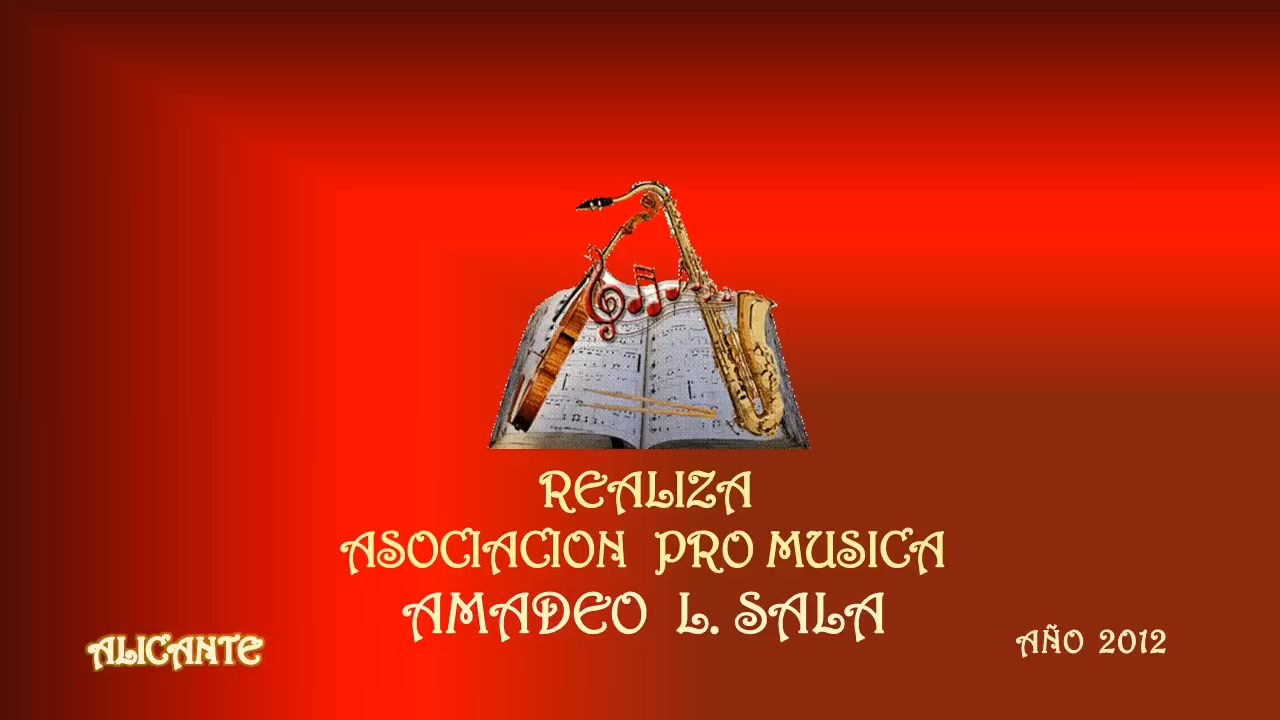 REALIZA
ASOCIACION PRO MUSICA
AMADEO L. SALA
ALICANTE
AÑO 2012